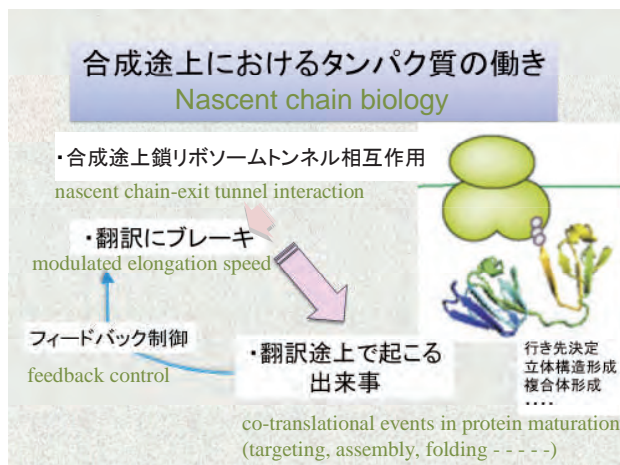 合成途上におけるタンパク質の働き
Nascent chain biology
・合成途上鎖リボソームトンネル相互作用
nascent chain-exit tunnel interaction
・翻訳にブレーキ
modulated elongation speed
フィードバック制御
feedback control
・翻訳途上で起こる
出来事
行き先決定
立体構造形成
複合体形成
・・・・
co-translational events in protein maturation
(targeting, assembly, folding - - - - -)